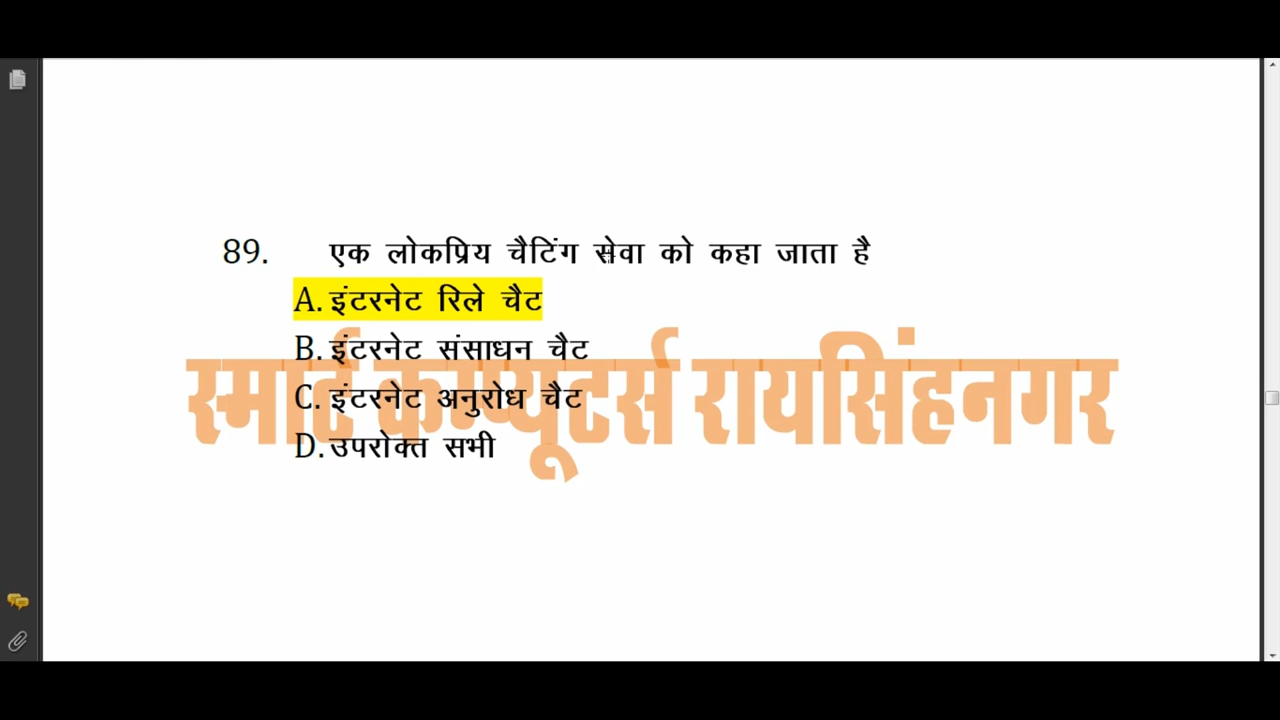 89. एक लोकप्रिय चैटिंग सेवा को कहा जाता है
A. इंटरनेट रिले चैट
B. इंटरनेट संसाधन चैट
C. इंटरनेट अनुरोध चैट
D. उपरोक्त सभी
स्मार्ट कम्प्यूटर्स रायसिंहनगर